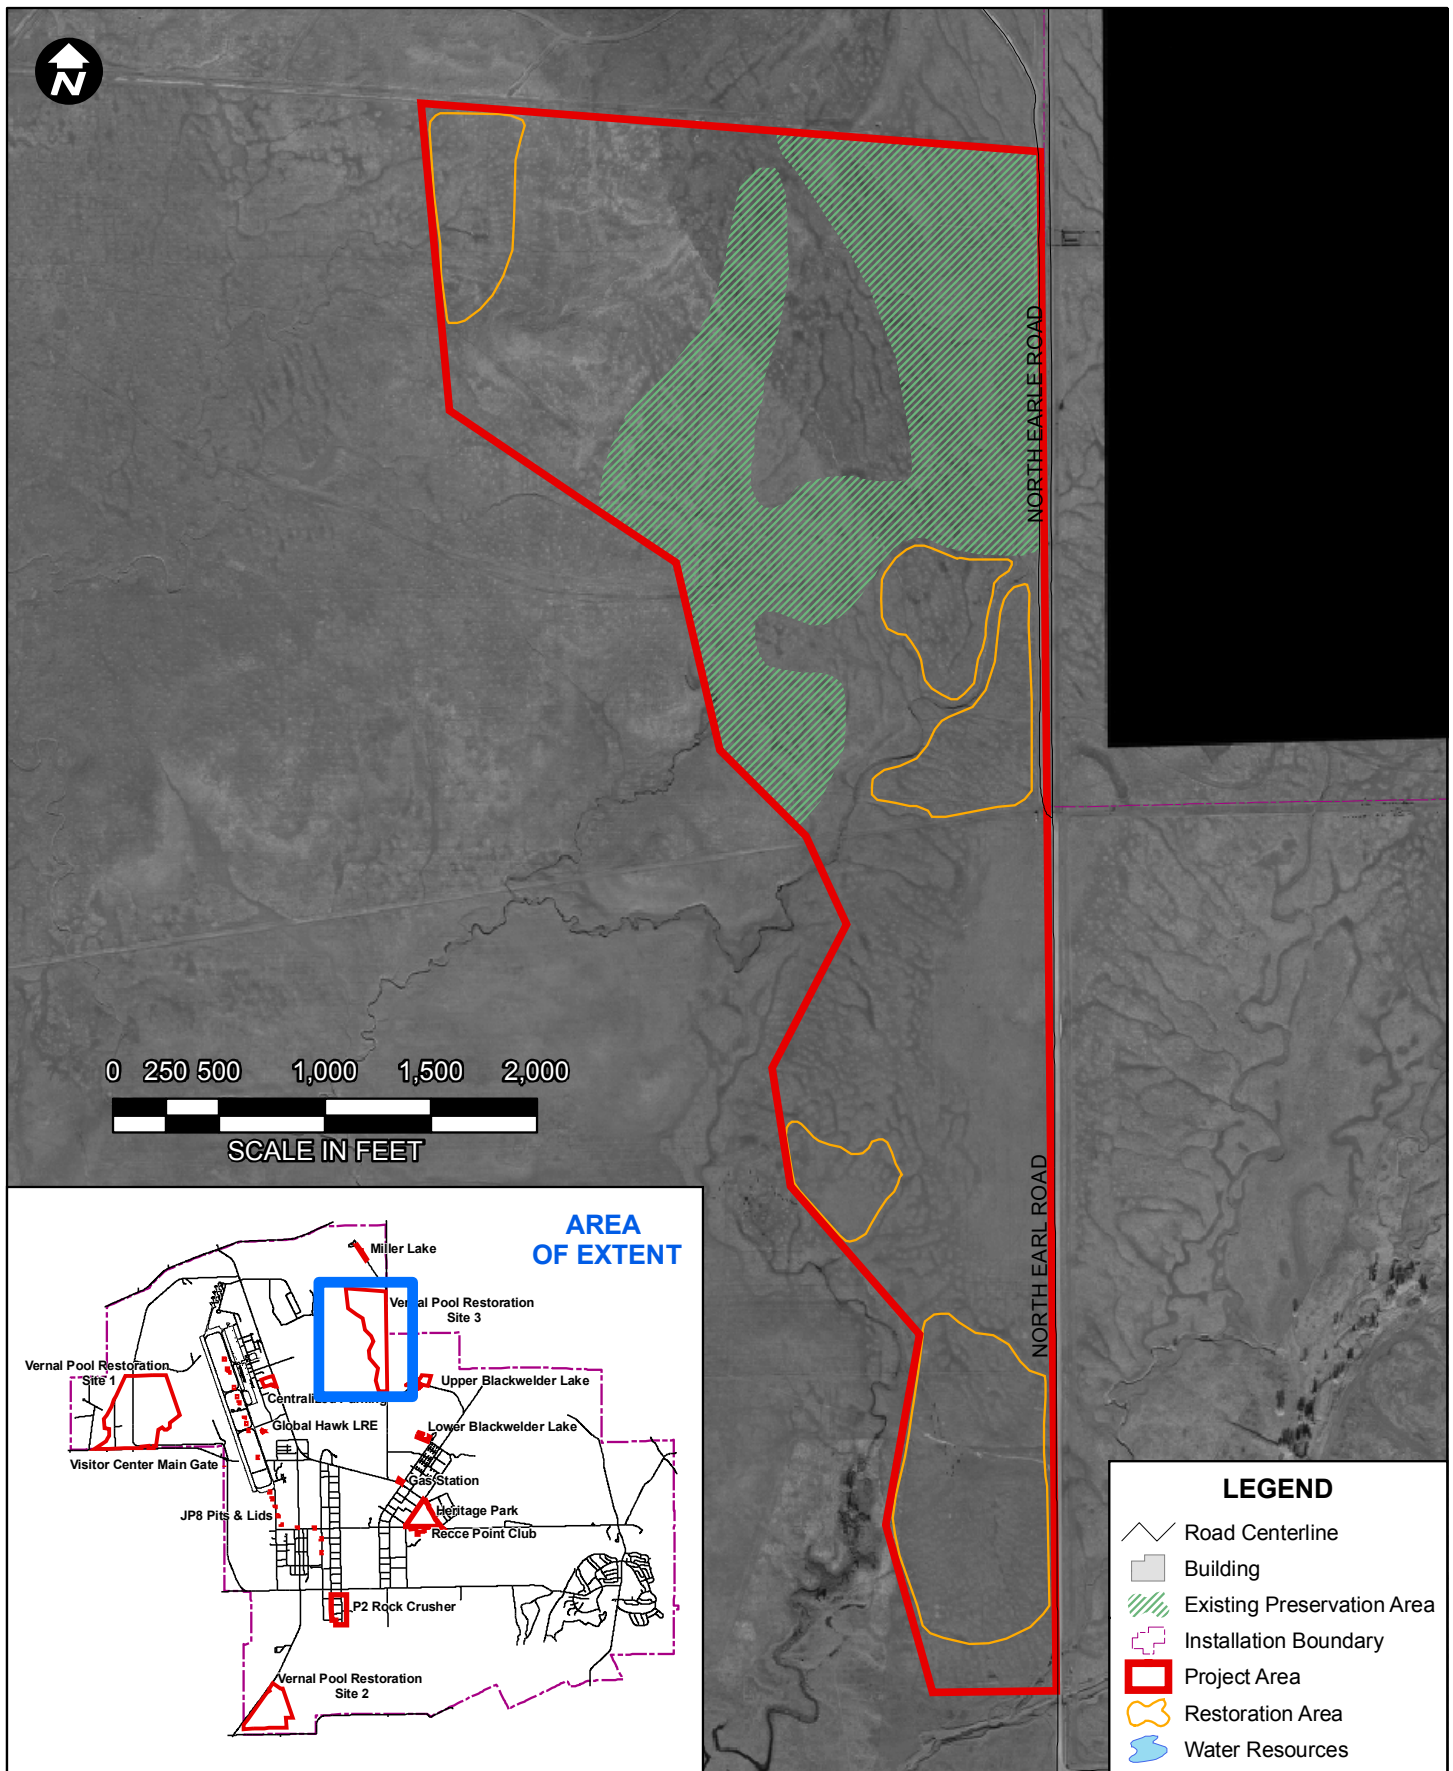 N
NORTH EARLE ROAD
0 250 500 1,000 1,500 2,000
SCALE IN FEET
NORTH EARL ROAD
AREA
OF EXTENT
Miller Lake
Vernal Pool Restoration
Site 3
Vernal Pool Restoration
Site 1
Upper Blackwelder Lake
Centralized
Global Hawk LRE
Lower Blackwelder Lake
Visitor Center Main Gate
Gas Station
JP8 Pits & Lids
Heritage Park
Recce Point Club
P2 Rock Crusher
Vernal Pool Restoration
Site 2
LEGEND
Road Centerline
Building
Existing Preservation Area
Installation Boundary
Project Area
Restoration Area
Water Resources